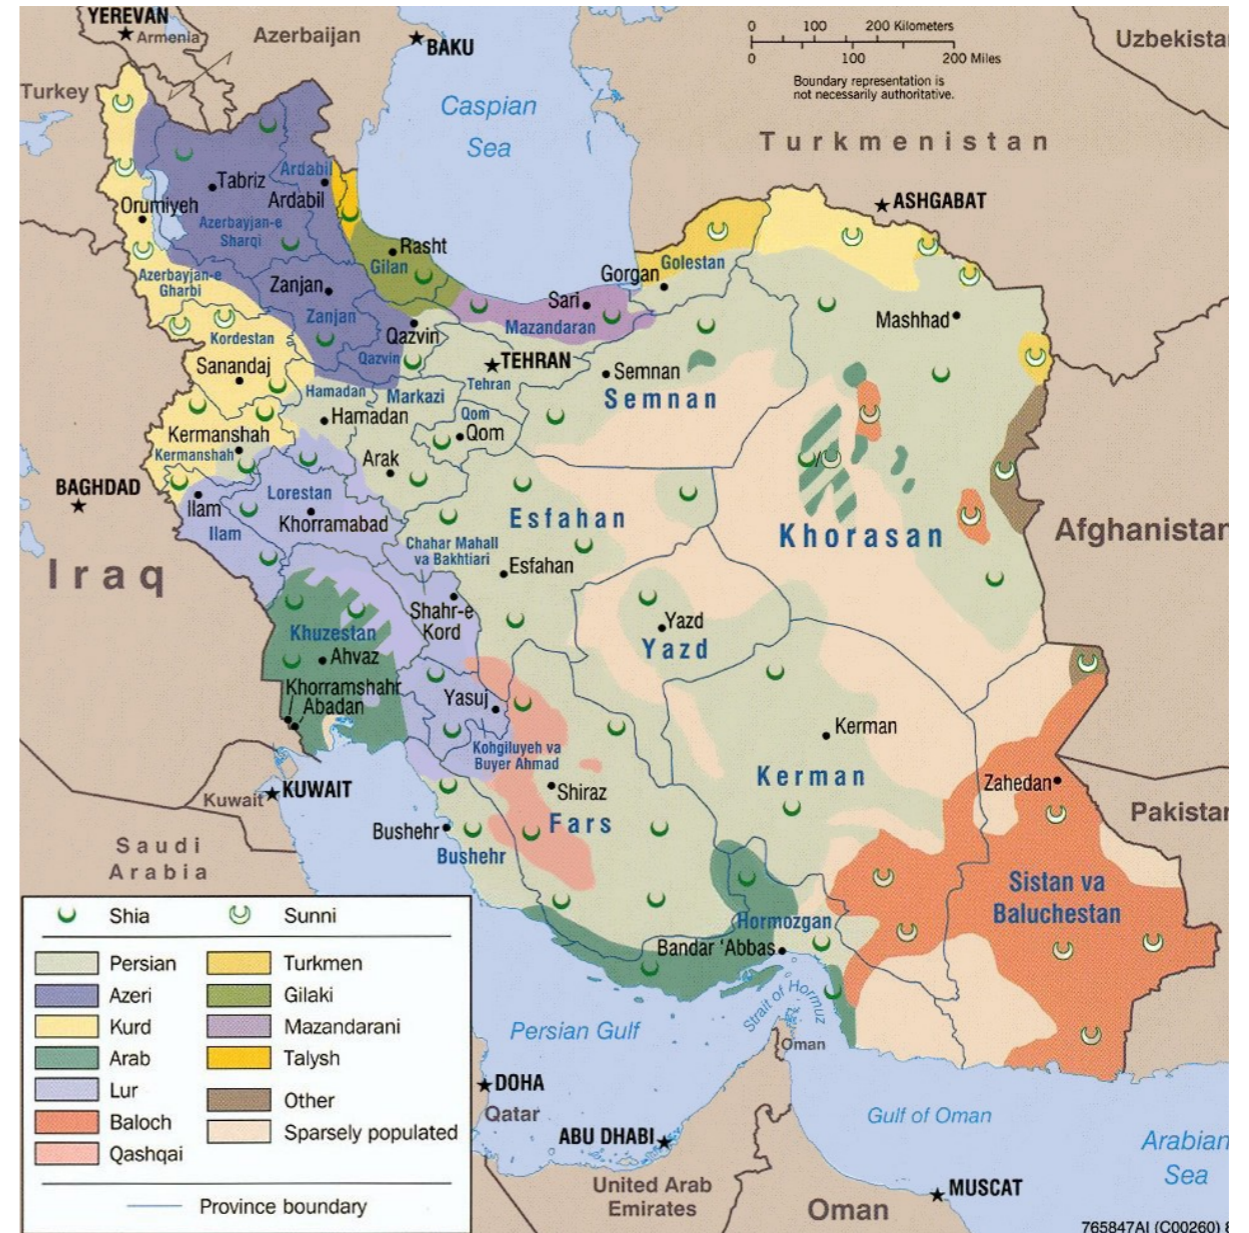 YEREVAN
Armenia
Azerbaijan
BAKU
0 100 200 Kilometers
0 100 200 Miles
Boundary representation is
not necessarily authoritative.
Uzbekista
Turkey
Caspian
Sea
Turkmenistan
ASHGABAT
Tabriz
Ardabil
Ardabil
Orumiyeh
Azerbayjan-e
Sharqi
Rasht
Gilan
Golestan
Gorgan
Azerbayjan-e
Gharbi
Zanjan
Zanjan
Sari
Mazandaran
Mashhad
Kordestan
Qazvin
Qazvin
TEHRAN
Tehran
Semnan
Semnan
Sanandaj
Hamadan
Markazi
Hamadan
Qom
Qom
Kermanshah
Kermanshah
Arak
BAGHDAD
Ilam
Ilam
Lorestan
Khorramabad
Esfahan
Khorasan
Afghanistan
Chahar Mahall
va Bakhtiari
Esfahan
Iraq
Shahr-e
Kord
Khuzestan
Ahvaz
Yazd
Yazd
Khorramshahr
Abadan
Yasuj
Kohgiluyeh va
Buyer Ahmad
Kerman
Kerman
Zahedan
Kuwait
KUWAIT
Shiraz
Fars
Pakistan
Bushehr
Bushehr
Saudi
Arabia
Sistan va
Baluchestan
Hormozgan
Bandar 'Abbas
Strait of Hormuz
Persian Gulf
Oman
DOHA
Qatar
ABU DHABI
Gulf of Oman
Arabian
Sea
United Arab
Emirates
Oman
MUSCAT
Shia
Sunni
Persian
Turkmen
Azeri
Gilaki
Kurd
Mazandarani
Arab
Talysh
Lur
Other
Baloch
Sparsely populated
Qashqai
Province boundary
765847AI (C00260)